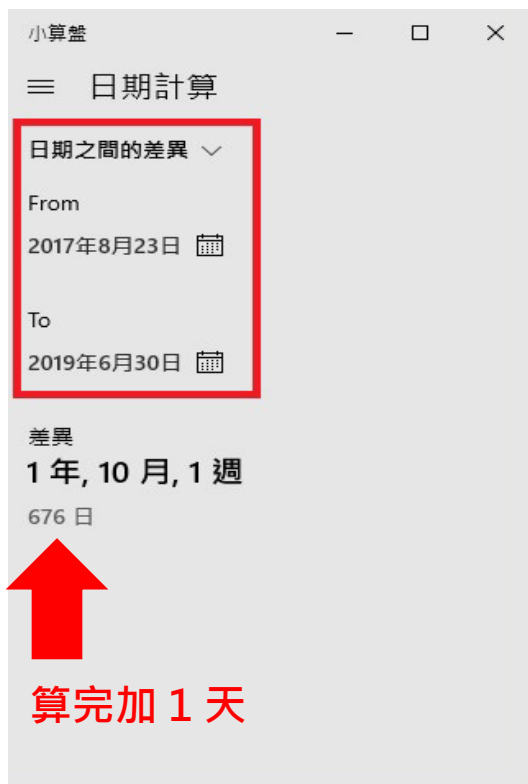 小算盤
日期計算
日期之間的差異
From
2017年8月23日
To
2019年6月30日
差異
1 年, 10 月, 1 週
676 日
算完加 1 天